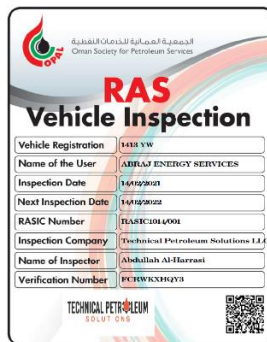 OPAL
الجمعية العمانية للخدمات النفطية
Oman Society for Petroleum Services
RAS
Vehicle Inspection
Vehicle Registration 1413 YW
Name of the User ABRAJ ENERGY SERVICES
Inspection Date 14/02/2021
Next Inspection Date 14/02/2022
RASIC Number RASIC1014/001
Inspection Company Technical Petroleum Solutions LLC
Name of Inspector Abdullah Al-Harrasi
Verification Number FCRWKXHQY3
TECHNICAL PETROLEUM
SOLUTIONS